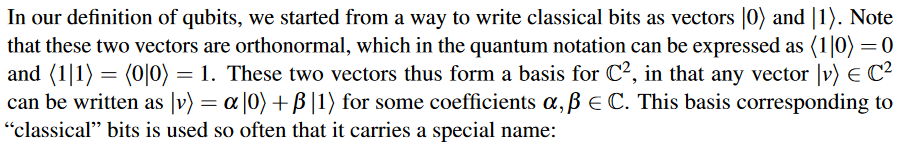 In our definition of qubits, we started from a way to write classical bits as vectors |0⟩ and |1⟩. Note
that these two vectors are orthonormal, which in the quantum notation can be expressed as ⟨1|0⟩ = 0
and ⟨1|1⟩ = ⟨0|0⟩ = 1. These two vectors thus form a basis for ℂ², in that any vector |v⟩ ∈ ℂ²
can be written as |v⟩ = α|0⟩ + β|1⟩ for some coefficients α, β ∈ ℂ. This basis corresponding to
“classical” bits is used so often that it carries a special name: